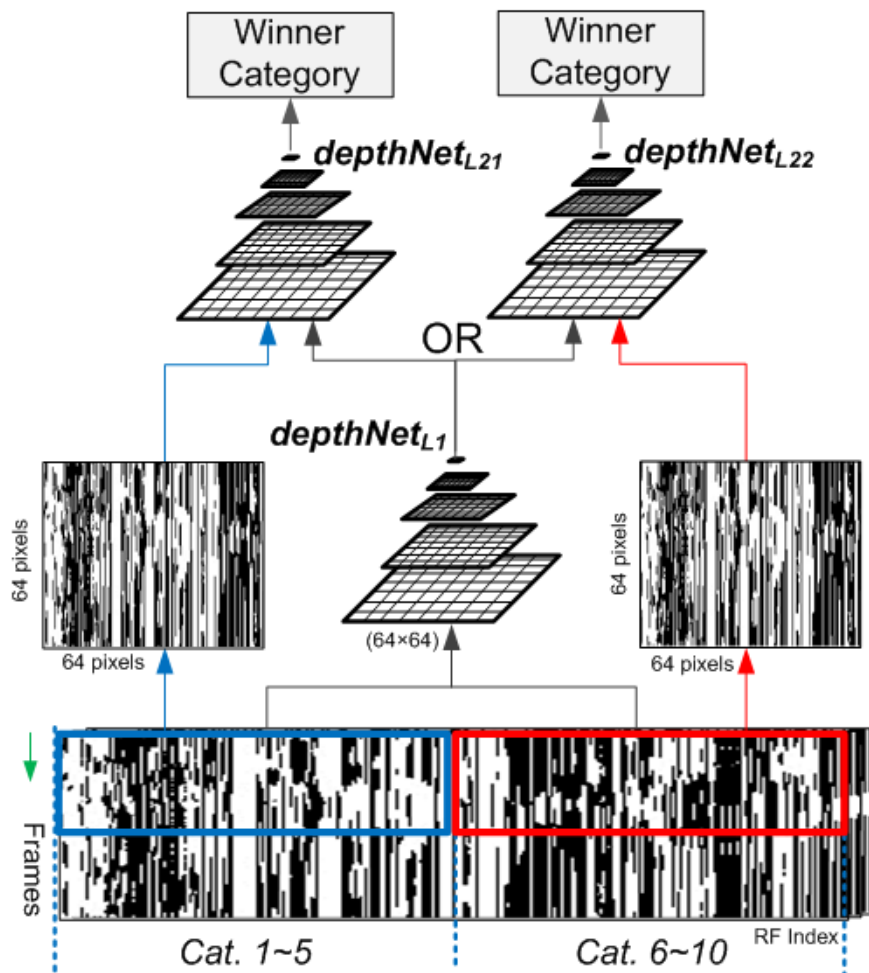 Winner
Category
Winner
Category
depthNetL21
depthNetL22
OR
depthNetL1
64 pixels
64 pixels
(64×64)
64 pixels
64 pixels
Frames
RF Index
Cat. 1~5
Cat. 6~10